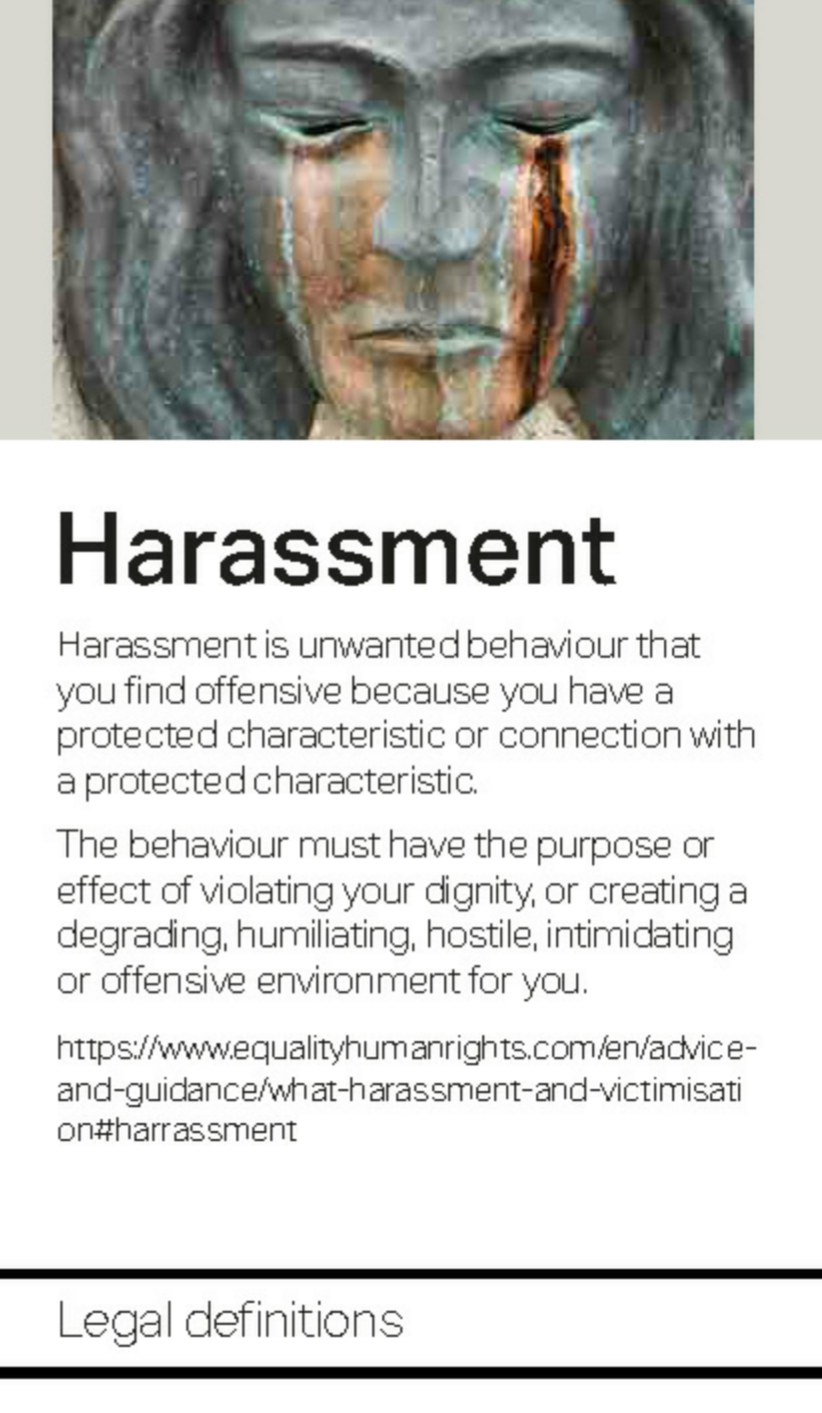 Harassment
Harassment is unwanted behaviour that
you find offensive because you have a
protected characteristic or connection with
a protected characteristic.
The behaviour must have the purpose or
effect of violating your dignity, or creating a
degrading, humiliating, hostile, intimidating
or offensive environment for you.
https://www.equalityhumanrights.com/en/advice-
and-guidance/what-harassment-and-victimisati
on#harrassment
Legal definitions